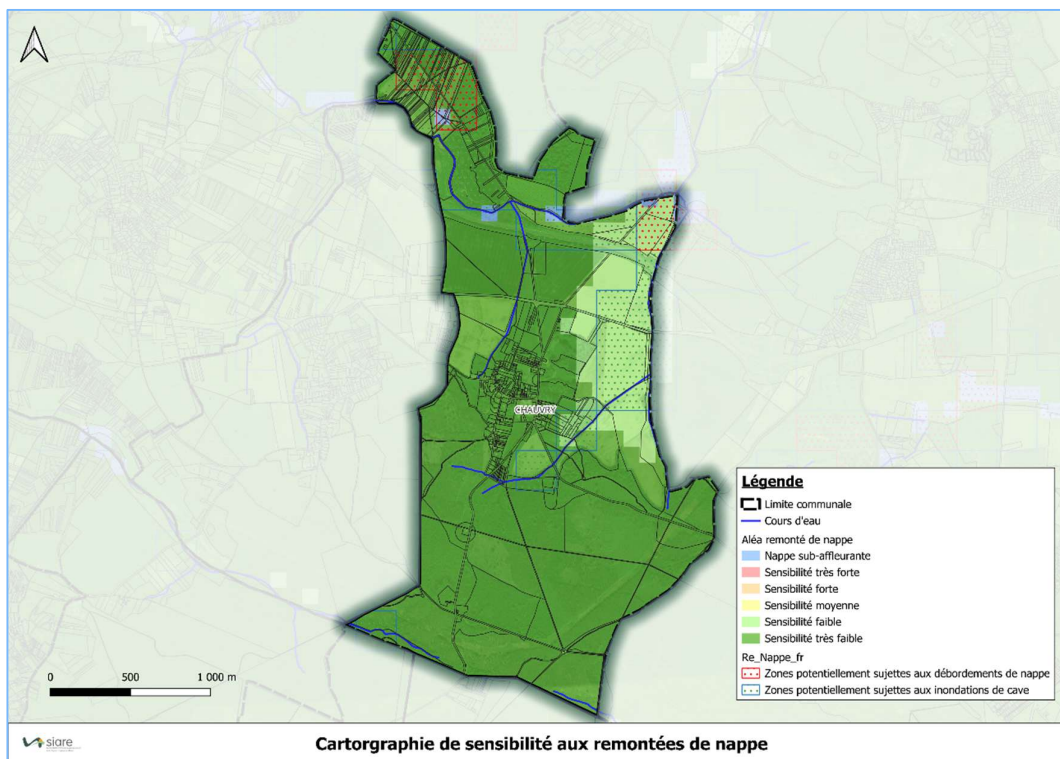 CHAUVRY
Légende
Limite communale
Cours d'eau
Aléa remonté de nappe
Nappe sub-affleurante
Sensibilité très forte
Sensibilité forte
Sensibilité moyenne
Sensibilité faible
Sensibilité très faible
Re_Nappe_fr
Zones potentiellement sujettes aux débordements de nappe
Zones potentiellement sujettes aux inondations de cave
0 500 1 000 m
siare
Cartorgraphie de sensibilité aux remontées de nappe